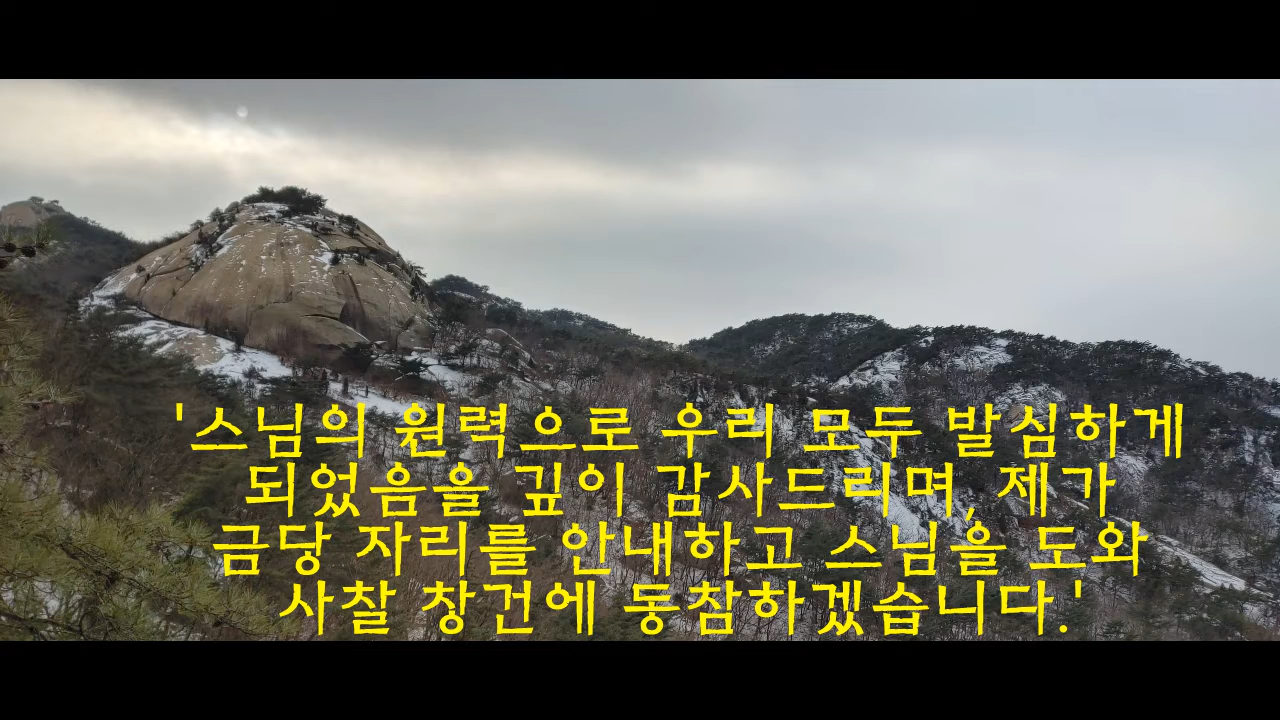 '스님의 원력으로 우리 모두 발심하게
되었음을 깊이 감사드리며, 제가
금당 자리를 안내하고 스님을 도와
사찰 창건에 동참하겠습니다.'